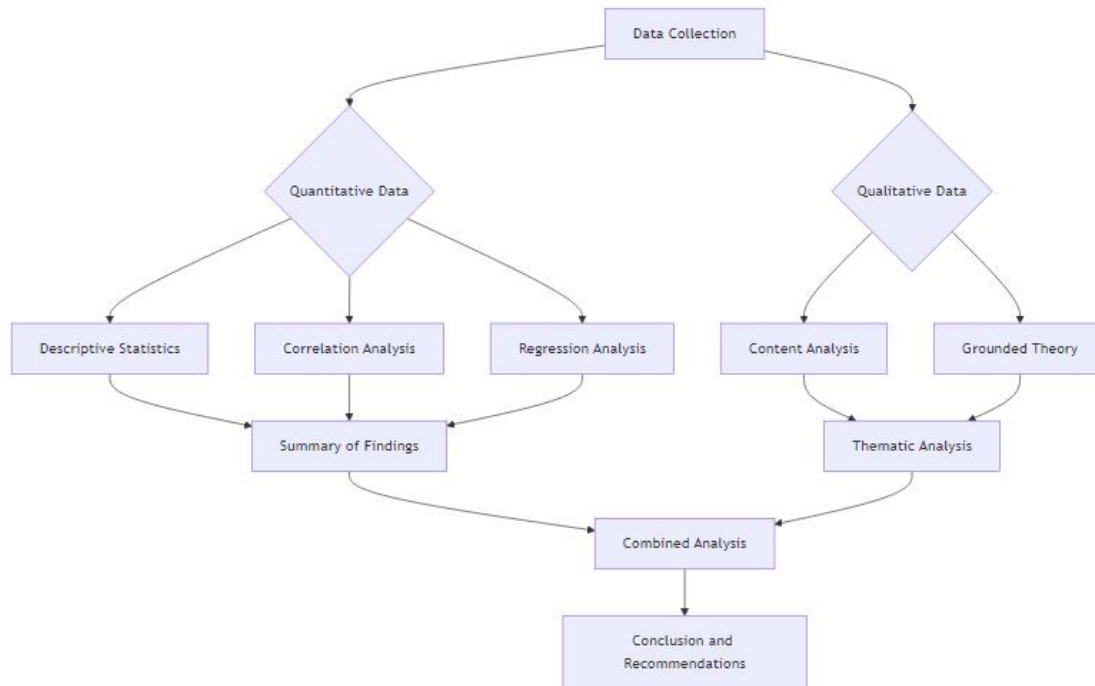 Data Collection
Quantitative Data
Qualitative Data
Descriptive Statistics
Correlation Analysis
Regression Analysis
Content Analysis
Grounded Theory
Summary of Findings
Thematic Analysis
Combined Analysis
Conclusion and
Recommendations